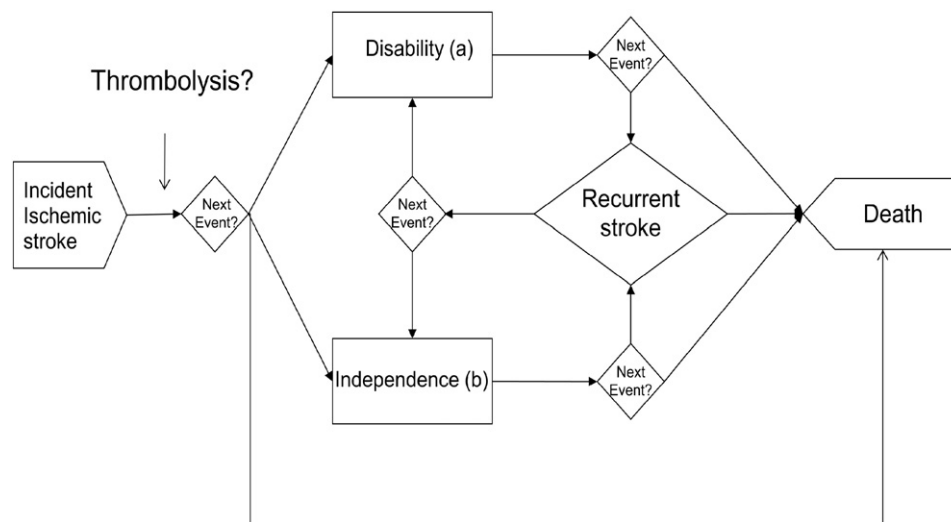 Disability (a)
Next
Event?
Thrombolysis?
Incident
Ischemic
stroke
Next
Event?
Next
Event?
Recurrent
stroke
Death
Independence (b)
Next
Event?